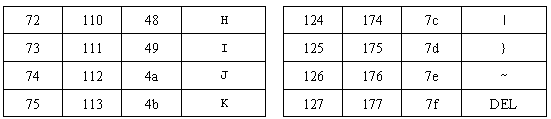 72 110 48 H 124 174 7c |
73 111 49 I 125 175 7d }
74 112 4a J 126 176 7e ~
75 113 4b K 127 177 7f DEL